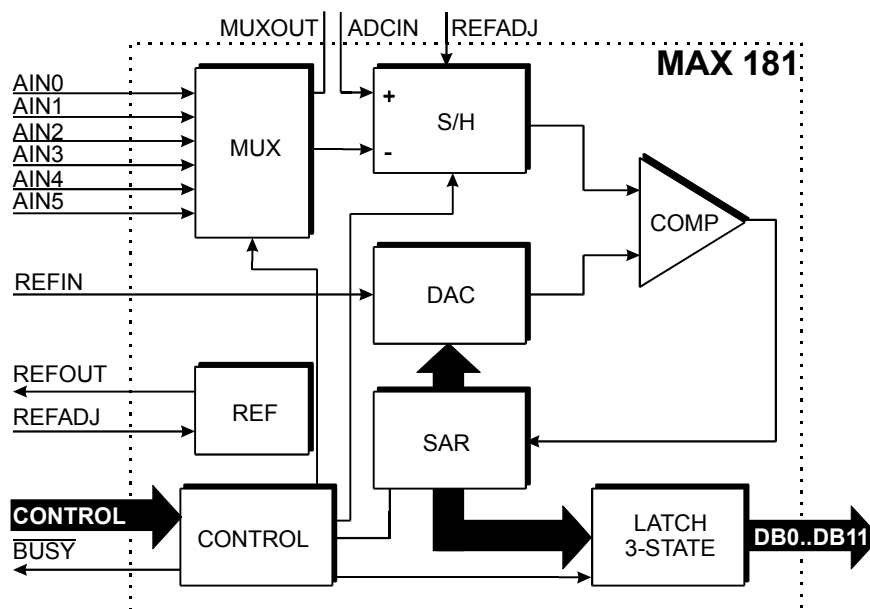 MUXOUT ADCIN REFADJ
MAX 181
AIN0
AIN1
AIN2
AIN3
AIN4
AIN5
MUX
+
-
S/H
COMP
REFIN
DAC
REFOUT
REFADJ
REF
SAR
CONTROL
BUSY
CONTROL
LATCH
3-STATE
DB0..DB11